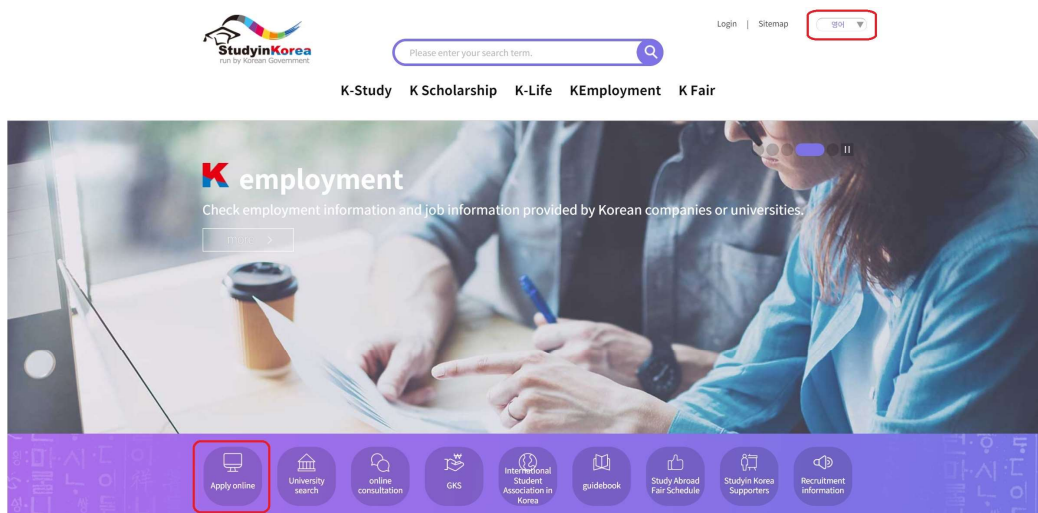 Login | Sitemap
영어 ▼
StudyinKorea
run by Korean Government
Please enter your search term.
K-Study K Scholarship K-Life KEmployment K Fair
K employment
Check employment information and job information provided by Korean companies or universities.
Apply online
University
search
online
consultation
GKS
International
Student
Association in
Korea
guidebook
Study Abroad
Fair Schedule
Studyin Korea
Supporters
Recruitment
information